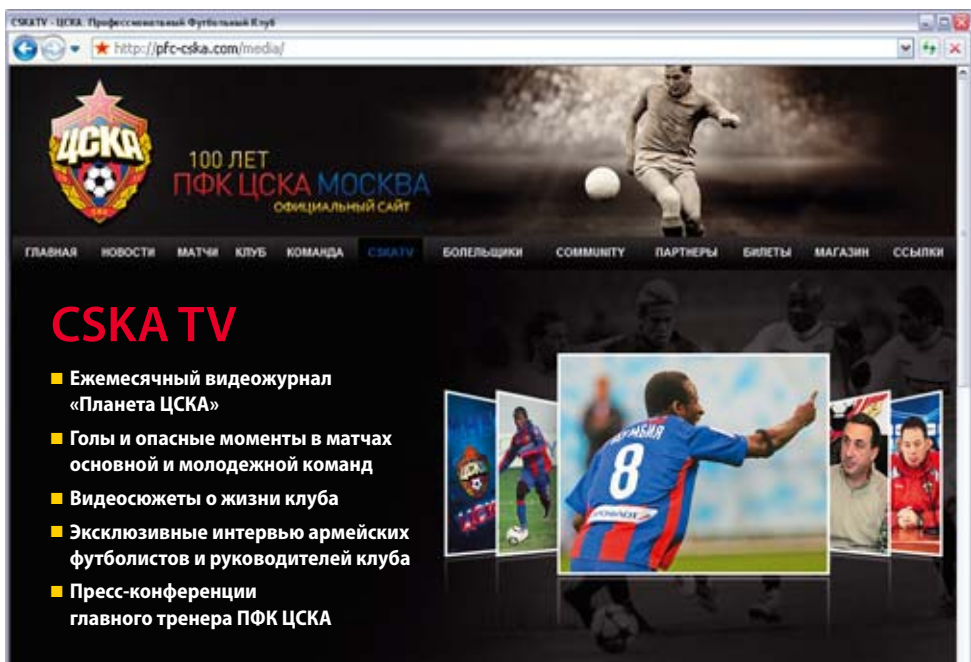 CSKATV - ЦСКА. Профессиональный Футбольный Клуб
http://pfc-cska.com/media/
ЦСКА
100 ЛЕТ
ПФК ЦСКА МОСКВА
ОФИЦИАЛЬНЫЙ САЙТ
ГЛАВНАЯ НОВОСТИ МАТЧИ КЛУБ КОМАНДА CSKATV БОЛЕЛЬЩИКИ COMMUNITY ПАРТНЕРЫ БИЛЕТЫ МАГАЗИН ССЫЛКИ
CSKA TV
Ежемесячный видеожурнал
«Планета ЦСКА»
Голы и опасные моменты в матчах
основной и молодежной команд
Видеосюжеты о жизни клуба
Эксклюзивные интервью армейских
футболистов и руководителей клуба
Пресс-конференции
главного тренера ПФК ЦСКА
8